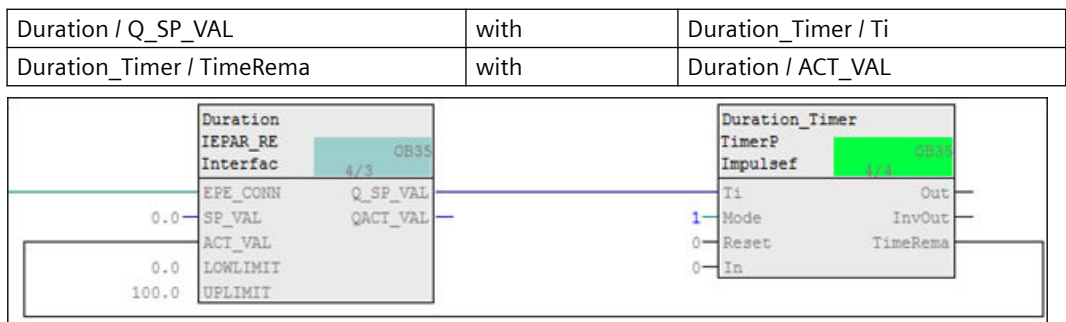 Duration / Q_SP_VAL with Duration_Timer / Ti
Duration_Timer / TimeRema with Duration / ACT_VAL
Duration
IEPAR_RE
Interfac
OB35
4/3
EPE_CONN Q_SP_VAL
0.0 SP_VAL QACT_VAL
ACT_VAL
0.0 LOWLIMIT
100.0 UPLIMIT
Duration_Timer
TimerP
Impulsef
OB35
4/4
Ti Out
1 Mode InvOut
0 Reset TimeRema
0 In